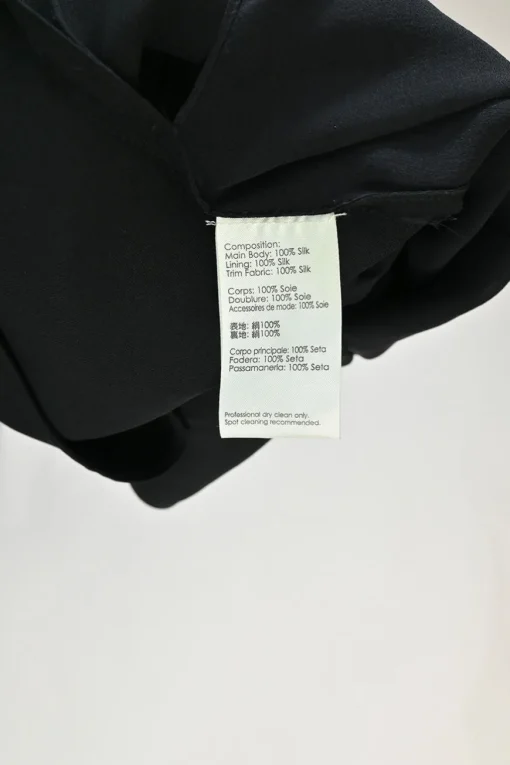 Composition:
Main Body: 100% Silk
Lining: 100% Silk
Trim Fabric: 100% Silk
Corps: 100% Soie
Doublure: 100% Soie
Accessoires de mode: 100% Soie
表地: 絹100%
裏地: 絹100%
Corpo principale: 100% Seta
Fodera: 100% Seta
Passamaneria: 100% Seta
Professional dry clean only.
Spot cleaning recommended.